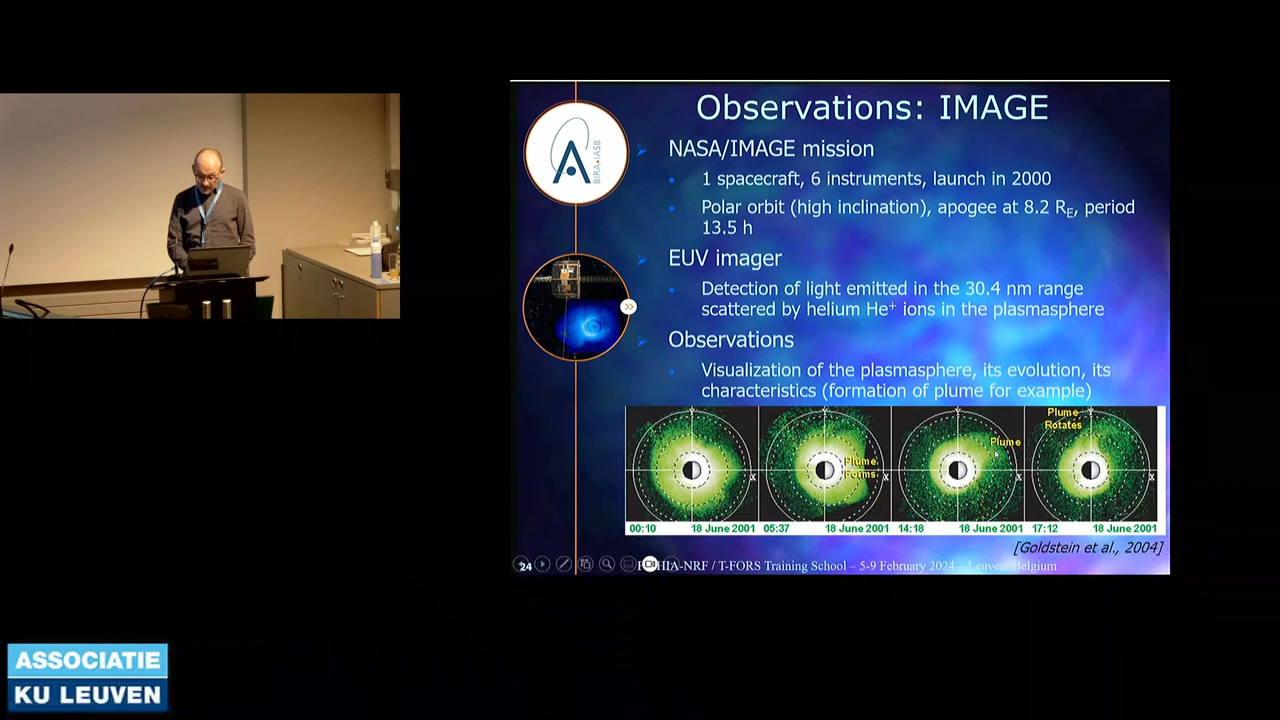 Observations: IMAGE
BIRA•IASB
NASA/IMAGE mission
1 spacecraft, 6 instruments, launch in 2000
Polar orbit (high inclination), apogee at 8.2 RE, period
13.5 h
EUV imager
Detection of light emitted in the 30.4 nm range
scattered by helium He+ ions in the plasmasphere
Observations
Visualization of the plasmasphere, its evolution, its
characteristics (formation of plume for example)
Y
X
00:10 18 June 2001
Y
Plume
Forms
X
05:37 18 June 2001
Y
Plume
X
14:18 18 June 2001
Plume
Rotates
Y
X
17:12 18 June 2001
[Goldstein et al., 2004]
24
-NRF / T-FORS Training School – 5-9 February 2024 – Leuven, Belgium
ASSOCIATIE
KU LEUVEN